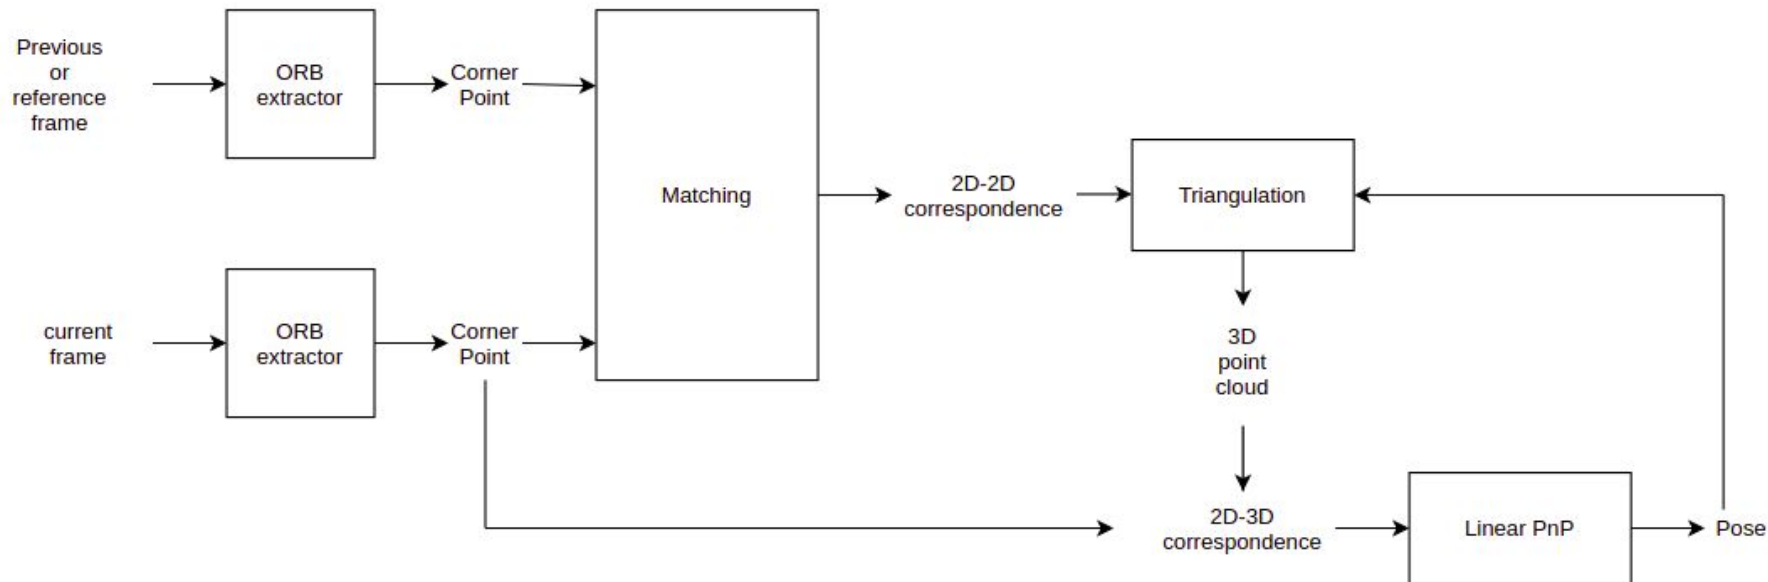 Previous
or
reference
frame
ORB
extractor
Corner
Point
Matching
2D-2D
correspondence
Triangulation
current
frame
ORB
extractor
Corner
Point
3D
point
cloud
2D-3D
correspondence
Linear PnP
Pose